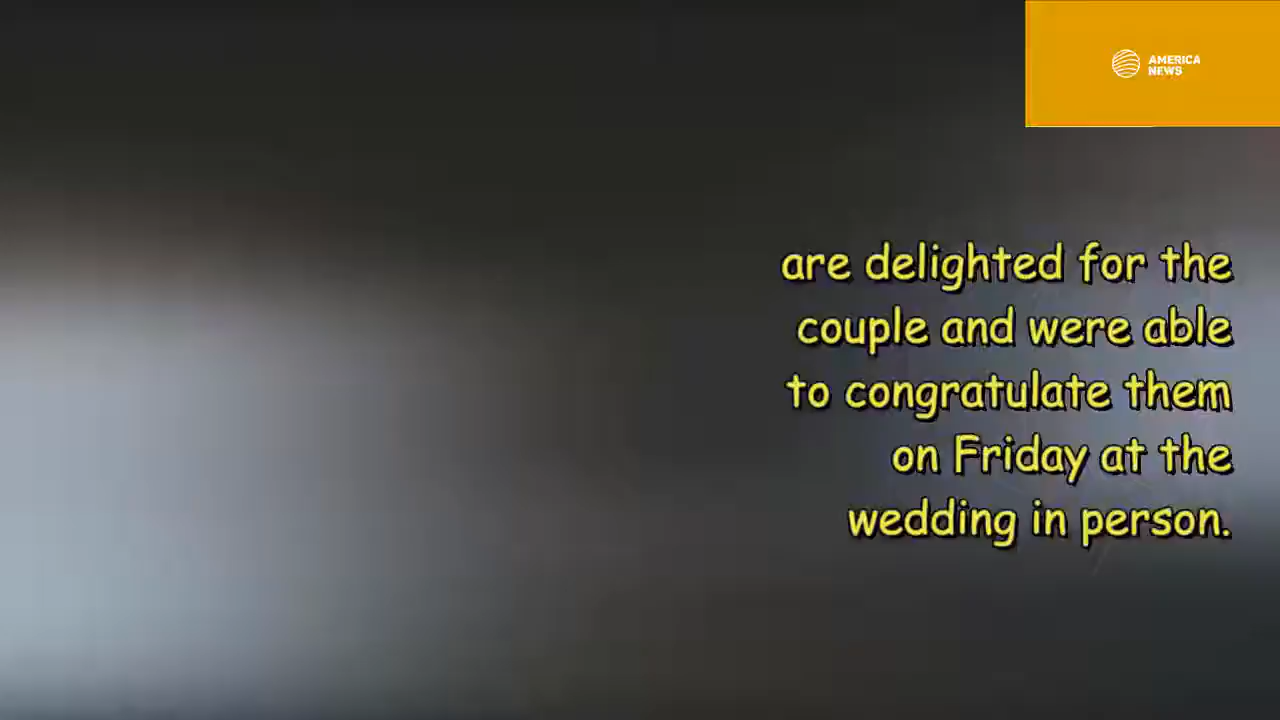 AMERICA
NEWS
are delighted for the
couple and were able
to congratulate them
on Friday at the
wedding in person.